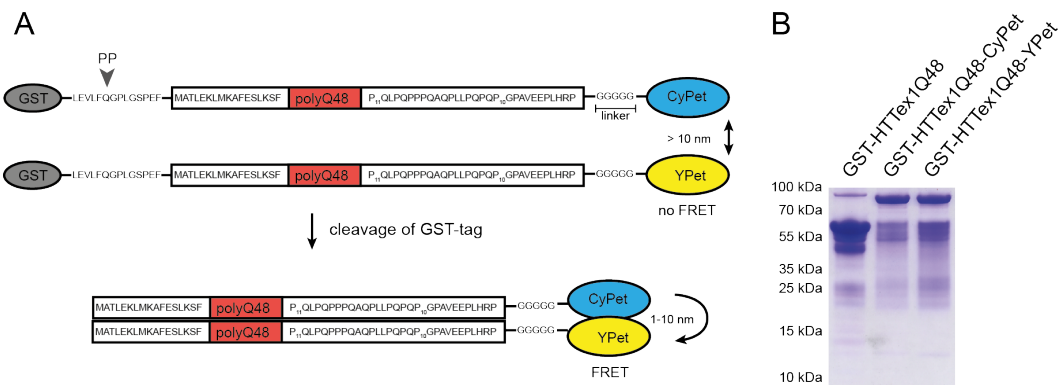 A
PP
GST LEVLFQGPLGSPEF MATLEKLMKAFESLKSF polyQ48 P11QLPQPPPQAQPLLPQPQP10GPAVEEPLHRP GGGGG CyPet
linker
> 10 nm
GST LEVLFQGPLGSPEF MATLEKLMKAFESLKSF polyQ48 P11QLPQPPPQAQPLLPQPQP10GPAVEEPLHRP GGGGG YPet
no FRET
cleavage of GST-tag
MATLEKLMKAFESLKSF polyQ48 P11QLPQPPPQAQPLLPQPQP10GPAVEEPLHRP GGGGG CyPet
1-10 nm
MATLEKLMKAFESLKSF polyQ48 P11QLPQPPPQAQPLLPQPQP10GPAVEEPLHRP GGGGG YPet
FRET
B
GST-HTTex1Q48
GST-HTTex1Q48-CyPet
GST-HTTex1Q48-YPet
100 kDa
70 kDa
55 kDa
35 kDa
25 kDa
15 kDa
10 kDa